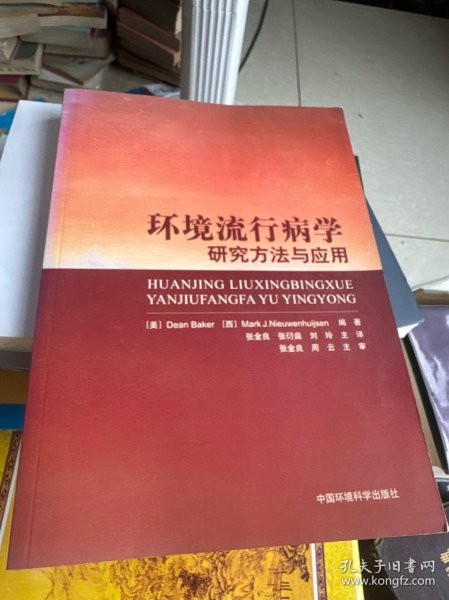 环境流行病学
研究方法与应用
HUANJING LIUXINGBINGXUE
YANJIUFANGFA YU YINGYONG
［美］Dean Baker ［西］Mark J.Nieuwenhuijsen 编 著
张金良 张衍燊 刘 玲 主 译
张金良 周 云 主 审
中国环境科学出版社
孔夫子旧书网
www.kongfz.com